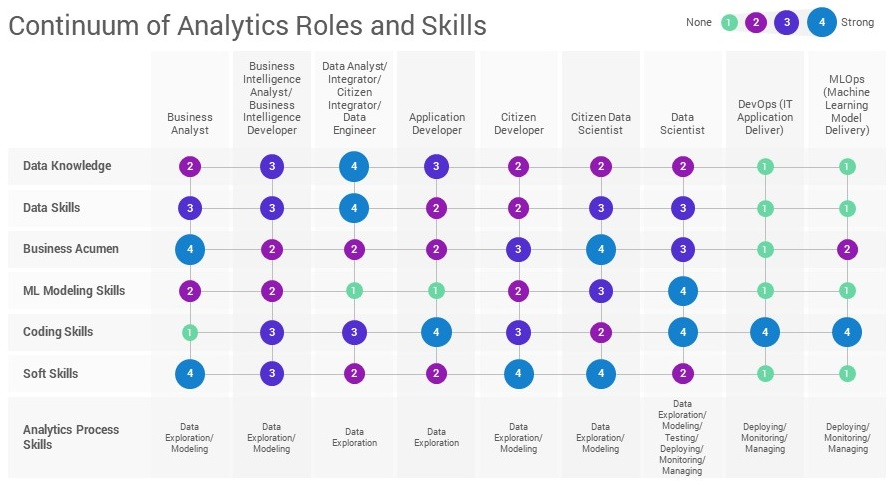 Continuum of Analytics Roles and Skills
None 1 2 3 4 Strong
Business
Analyst
Business
Intelligence
Analyst/
Business
Intelligence
Developer
Data Analyst/
Integrator/
Citizen
Integrator/
Data
Engineer
Application
Developer
Citizen
Developer
Citizen Data
Scientist
Data
Scientist
DevOps (IT
Application
Deliver)
MLOps
(Machine
Learning
Model
Delivery)
Data Knowledge 2 3 4 3 2 2 2 1 1
Data Skills 3 3 4 2 2 3 3 1 1
Business Acumen 4 2 2 2 3 4 3 1 2
ML Modeling Skills 2 2 1 1 2 3 4 1 1
Coding Skills 1 3 3 4 3 2 4 4 4
Soft Skills 4 3 2 2 4 4 2 1 1
Analytics Process
Skills
Data
Exploration/
Modeling
Data
Exploration/
Modeling
Data
Exploration
Data
Exploration
Data
Exploration/
Modeling
Data
Exploration/
Modeling
Data
Exploration/
Modeling/
Testing/
Deploying/
Monitoring/
Managing
Deploying/
Monitoring/
Managing
Deploying/
Monitoring/
Managing